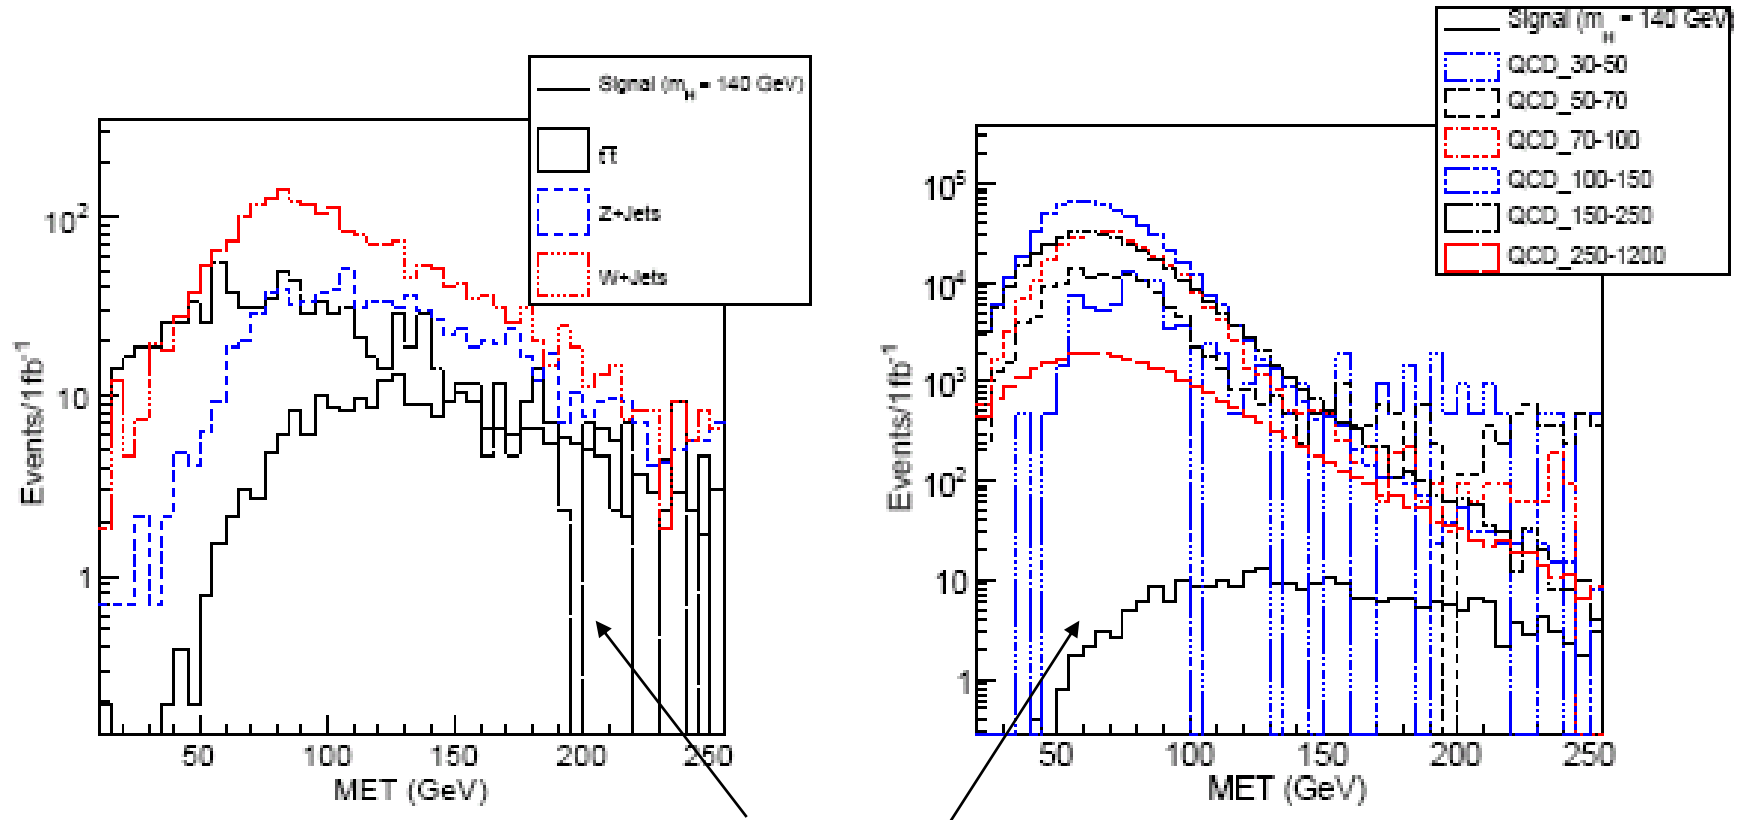 Signal (mH = 140 GeV)
tt̄
Z+Jets
W+Jets
10²
10
1
Events/1fb⁻¹
50 100 150 200 250
MET (GeV)
Signal (mH = 140 GeV)
QCD_30-50
QCD_50-70
QCD_70-100
QCD_100-150
QCD_150-250
QCD_250-1200
10⁵
10⁴
10³
10²
10
1
Events/1fb⁻¹
50 100 150 200 250
MET (GeV)